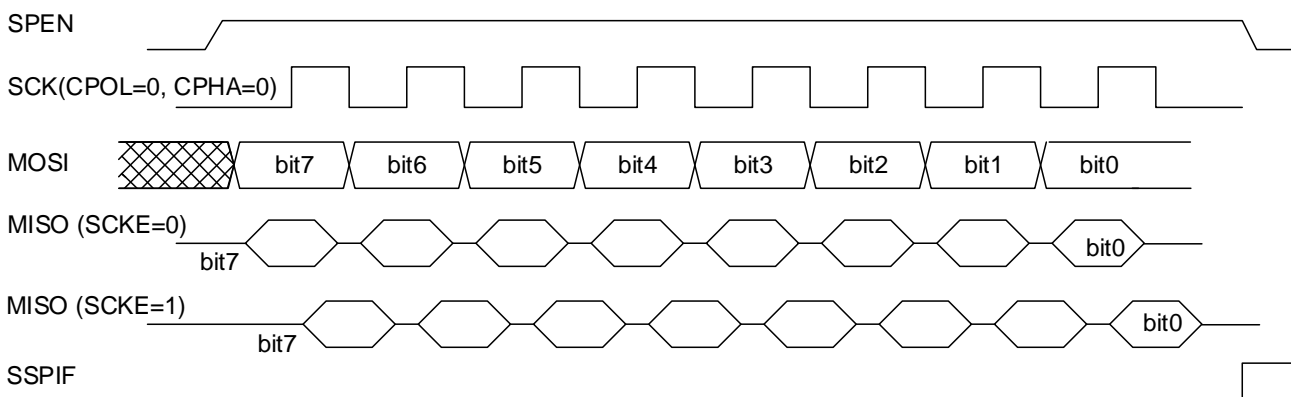 SPEN
SCK(CPOL=0, CPHA=0)
MOSI bit7 bit6 bit5 bit4 bit3 bit2 bit1 bit0
MISO (SCKE=0)
bit7 bit0
MISO (SCKE=1)
bit7 bit0
SSPIF